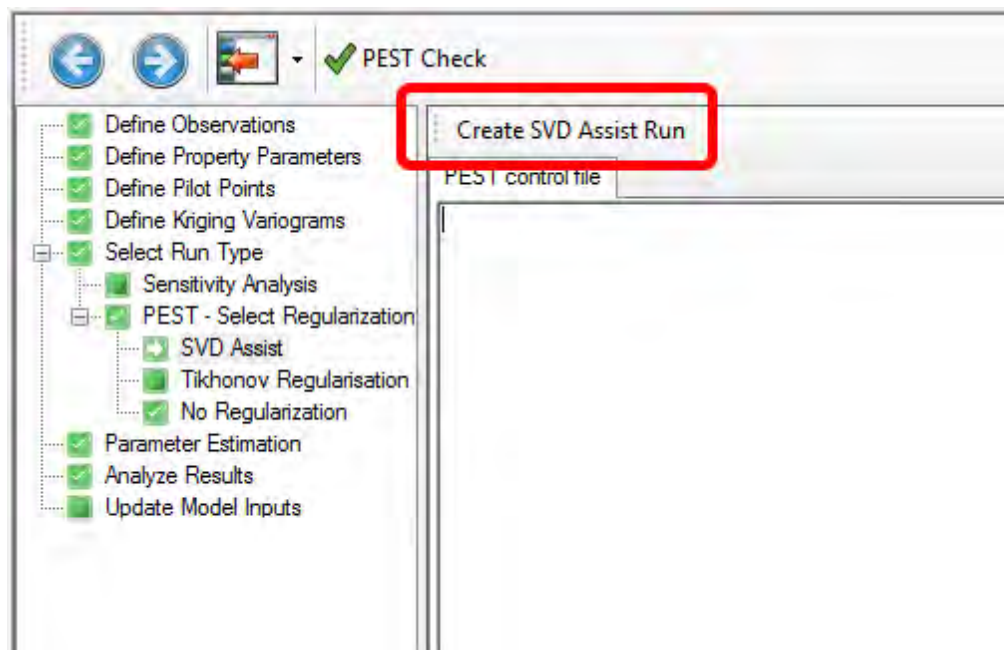 PEST Check
Define Observations
Define Property Parameters
Define Pilot Points
Define Kriging Variograms
Select Run Type
Sensitivity Analysis
PEST - Select Regularization
SVD Assist
Tikhonov Regularisation
No Regularization
Parameter Estimation
Analyze Results
Update Model Inputs
Create SVD Assist Run
PEST control file